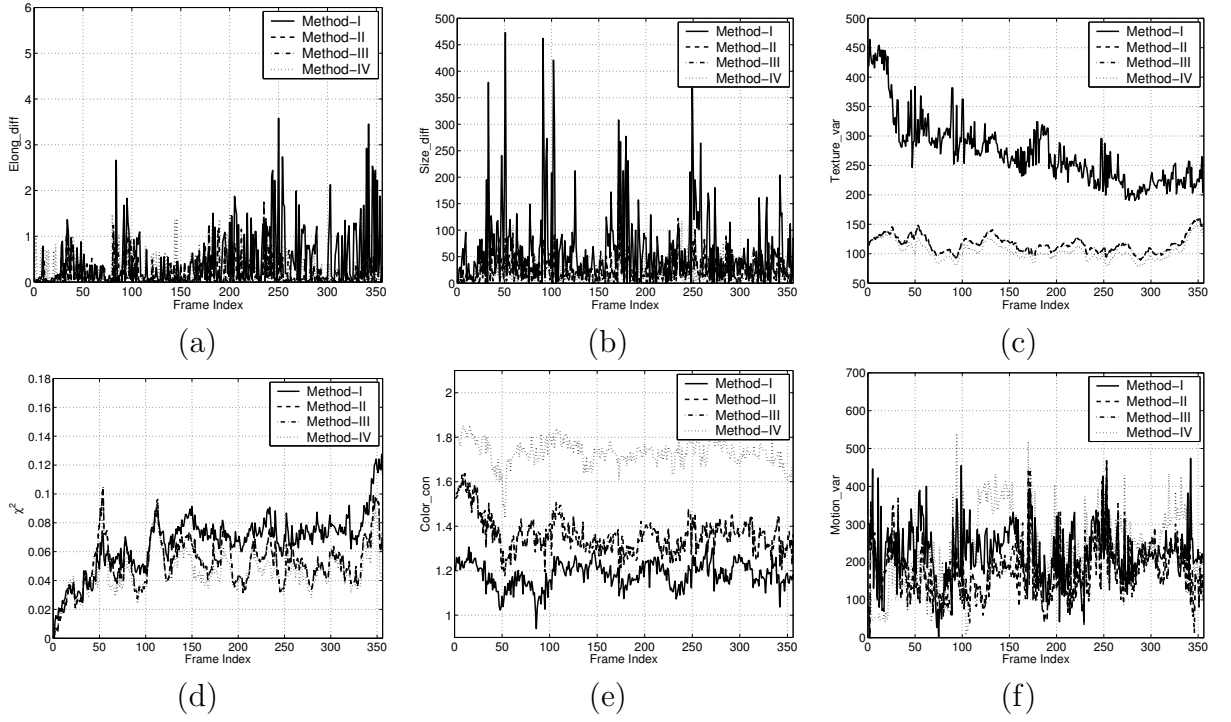 6
5
4
3
2
1
0
Elong_diff
0 50 100 150 200 250 300 350
Frame Index
Method-I
Method-II
Method-III
Method-IV
(a)
500
450
400
350
300
250
200
150
100
50
0
Size_diff
0 50 100 150 200 250 300 350
Frame Index
Method-I
Method-II
Method-III
Method-IV
(b)
500
450
400
350
300
250
200
150
100
50
Texture_var
0 50 100 150 200 250 300 350
Frame Index
Method-I
Method-II
Method-III
Method-IV
(c)
0.18
0.16
0.14
0.12
0.1
0.08
0.06
0.04
0.02
0
χ²
0 50 100 150 200 250 300 350
Frame Index
Method-I
Method-II
Method-III
Method-IV
(d)
2
1.8
1.6
1.4
1.2
1
Color_con
0 50 100 150 200 250 300 350
Frame Index
Method-I
Method-II
Method-III
Method-IV
(e)
700
600
500
400
300
200
100
0
Motion_var
0 50 100 150 200 250 300 350
Frame Index
Method-I
Method-II
Method-III
Method-IV
(f)